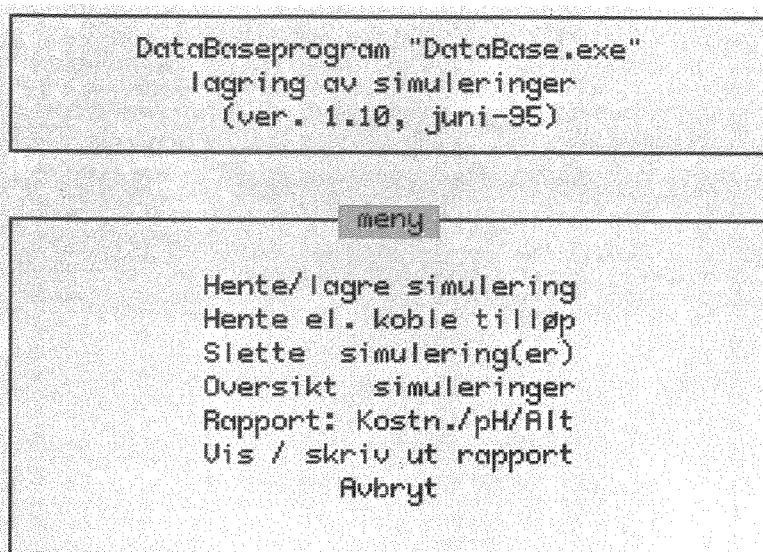 DataBaseprogram "DataBase.exe"
lagring av simuleringer
(ver. 1.10, juni-95)
meny
Hente/lagre simulering
Hente el. koble tilløp
Slette simulering(er)
Oversikt simuleringer
Rapport: Kostn./pH/Alt
Vis / skriv ut rapport
Avbryt